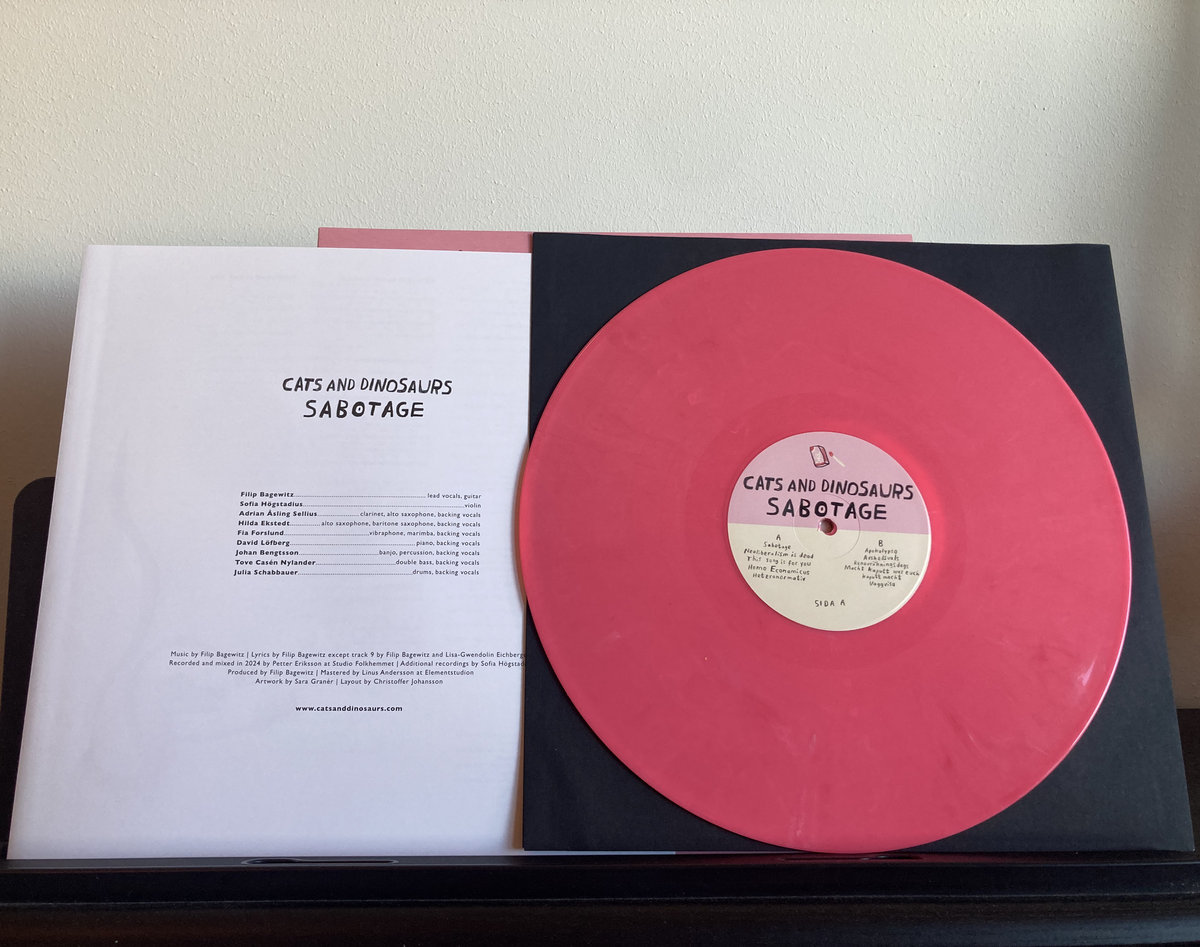 CATS AND DINOSAURS
SABOTAGE
Filip Bagewitz lead vocals, guitar
Sofia Högstadius violin
Adrian Åsling Sellius clarinet, alto saxophone, backing vocals
Hilda Ekstedt alto saxophone, baritone saxophone, backing vocals
Fia Forslund vibraphone, marimba, backing vocals
David Löfberg piano, backing vocals
Johan Bengtsson banjo, percussion, backing vocals
Tove Casén Nylander double bass, backing vocals
Julia Schabbauer drums, backing vocals
Music by Filip Bagewitz | Lyrics by Filip Bagewitz except track 9 by Filip Bagewitz and Lisa-Gwendolin Eichberge
Recorded and mixed in 2024 by Petter Eriksson at Studio Folkhemmet | Additional recordings by Sofia Högstad
Produced by Filip Bagewitz | Mastered by Linus Andersson at Elementstudion
Artwork by Sara Granér | Layout by Christoffer Johansson
www.catsanddinosaurs.com
CATS AND DINOSAURS
SABOTAGE
A
Sabotage
Neoliberalism is dead
This song is for you
Homo Economicus
Heteronormativ
B
Apokalypso
Macht kaputt was euch
kaputt macht
Vaggvisa
SIDA A